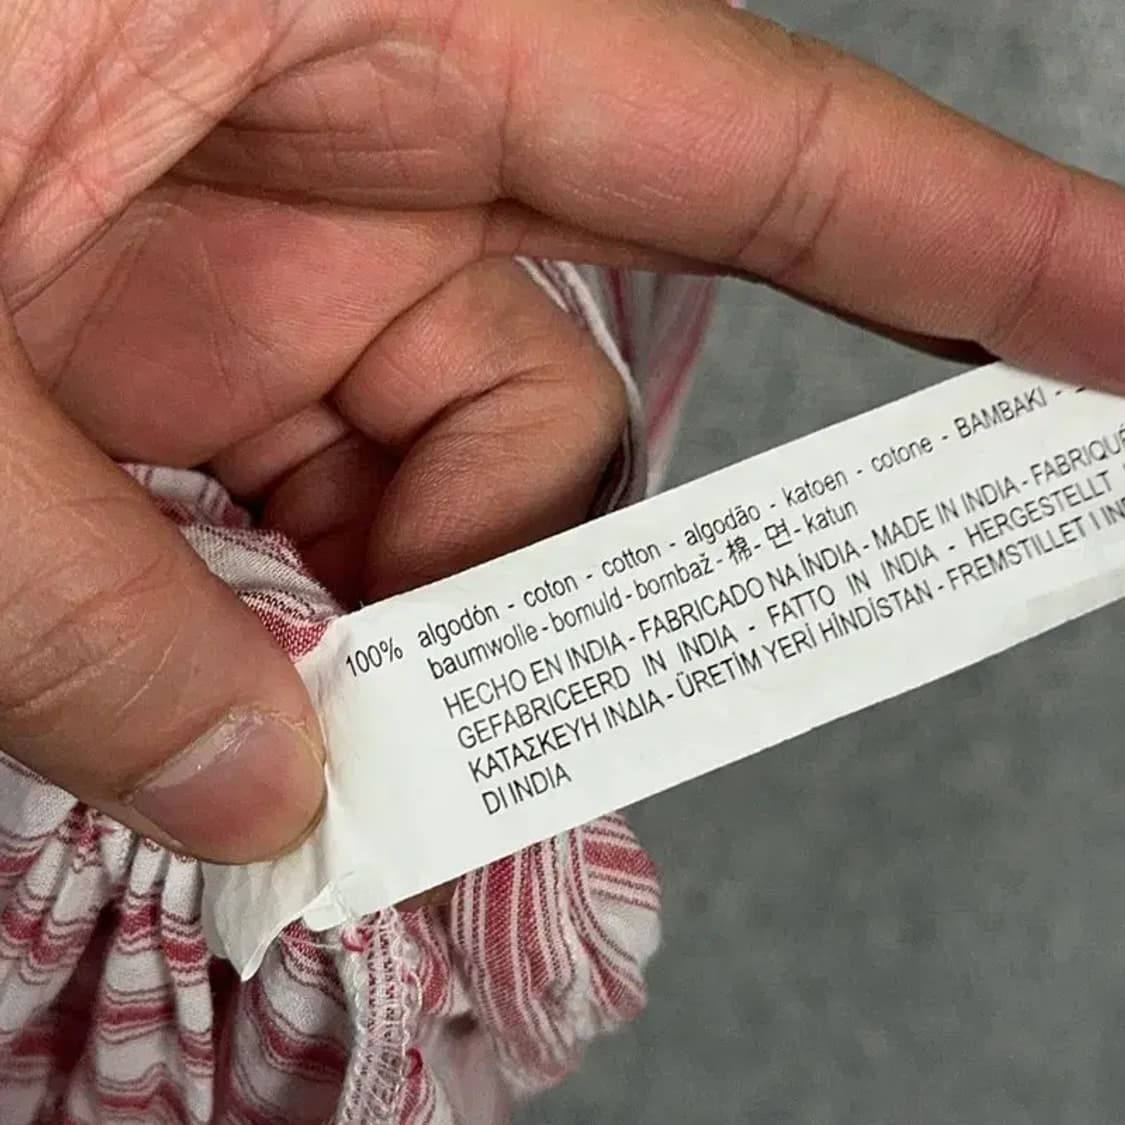 100% algodón - coton - cotton - algodão - katoen - cotone - BAMBAKI -
baumwolle - bomuld - bombaž - 棉 - 면 - katun
HECHO EN INDIA - FABRICADO NA ÍNDIA - MADE IN INDIA - FABRIQUÉ
GEFABRICEERD IN INDIA - FATTO IN INDIA - HERGESTELLT
ΚΑΤΑΣΚΕΥΗ ΙΝΔΙΑ - ÜRETİM YERİ HİNDİSTAN - FREMSTILLET I
DI INDIA